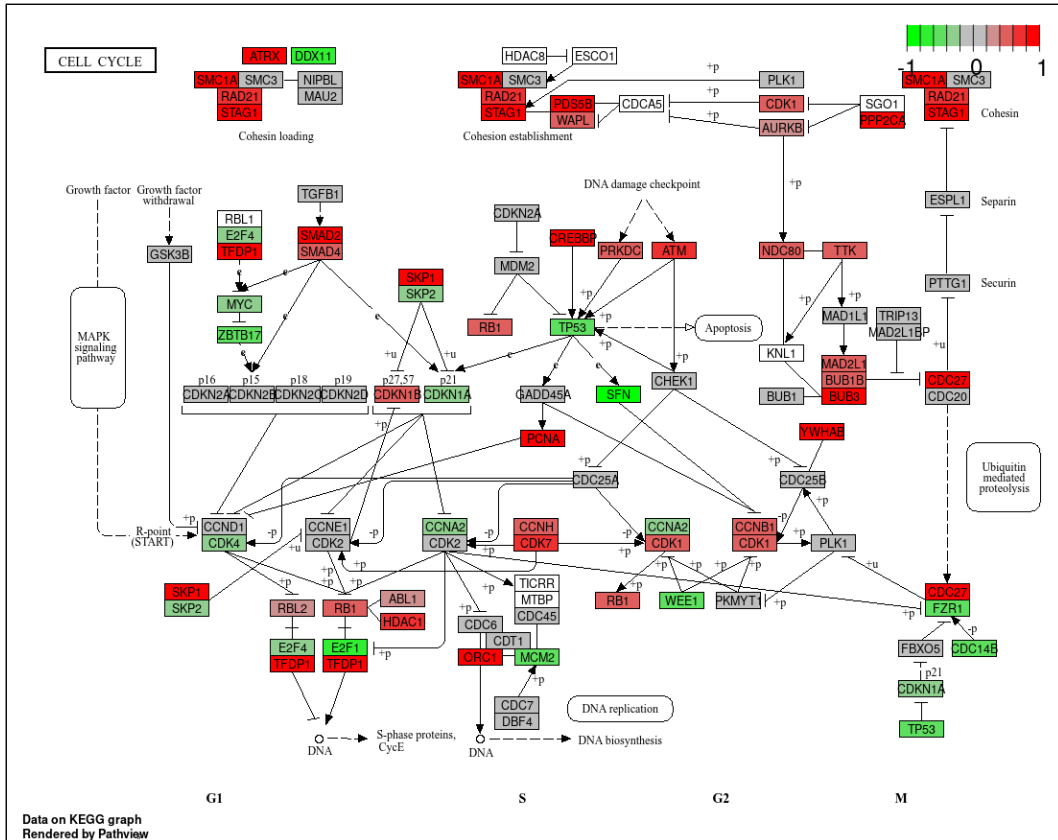 CELL CYCLE
ATRX DDX11
SMC1A SMC3 NIPBL
MAU2
RAD21
STAG1
Cohesin loading
HDAC8 ESCO1
SMC1A SMC3
RAD21
STAG1
Cohesion establishment
PDS5B
WAPL
CDCA5
+p
PLK1
+p
CDK1
+p
AURKB
SGO1
PPP2CA
-1 0 1
SMC1A SMC3
RAD21
STAG1
Cohesin
Growth factor
Growth factor
withdrawal
GSK3B
RBL1
E2F4
TFDP1
e
MYC
ZBTB17
e
TGFB1
SMAD2
SMAD4
e
e
SKP1
SKP2
+u
+u
CDKN2A
MDM2
RB1
DNA damage checkpoint
CREBBP
PRKDC
ATM
+p
+p
+p
TP53
+p
+p
Apoptosis
e
e
e
+p
NDC80 TTK
+p
+p
MAD1L1
TRIP13
MAD2L1BP
KNL1
MAD2L1
BUB1B
BUB3
BUB1
ESPL1
Separin
PTTG1
Securin
+u
CDC27
CDC20
MAPK
signaling
pathway
p16 p15 p18 p19
CDKN2A CDKN2B CDKN2C CDKN2D
p27,57 p21
CDKN1B CDKN1A
+p
GADD45A
SFN
CHEK1
PCNA
+p
+p
YWHAB
CDC25A
CDC25B
+p
+p
Ubiquitin
mediated
proteolysis
R-point
(START)
+p
CCND1
CDK4
-p
+u
CCNE1
CDK2
-p
CCNA2
CDK2
-p
+p
CCNH
CDK7
-p
+p
CCNA2
CDK1
-p
CCNB1
CDK1
-p
+p
PLK1
+u
SKP1
SKP2
+p
+p
+p
+p
RBL2
RB1
ABL1
HDAC1
E2F4
TFDP1
E2F1
TFDP1
+p
+p
+p
TICRR
MTBP
CDC45
CDC6
CDT1
ORC1
MCM2
+p
CDC7
DBF4
+p
RB1
WEE1
+p
+p
PKMYT1
+p
+p
CDC27
FZR1
-p
FBXO5
CDC14B
p21
CDKN1A
TP53
DNA replication
DNA
S-phase proteins,
CycE
DNA
DNA biosynthesis
G1 S G2 M
Data on KEGG graph
Rendered by Pathview